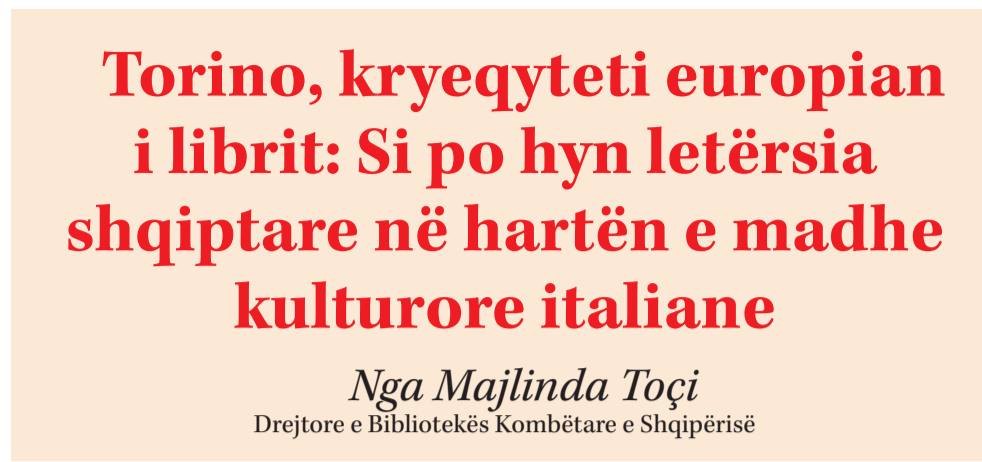 Torino, kryeqyteti europian
i librit: Si po hyn letërsia
shqiptare në hartën e madhe
kulturore italiane
Nga Majlinda Toçi
Drejtore e Bibliotekës Kombëtare e Shqipërisë